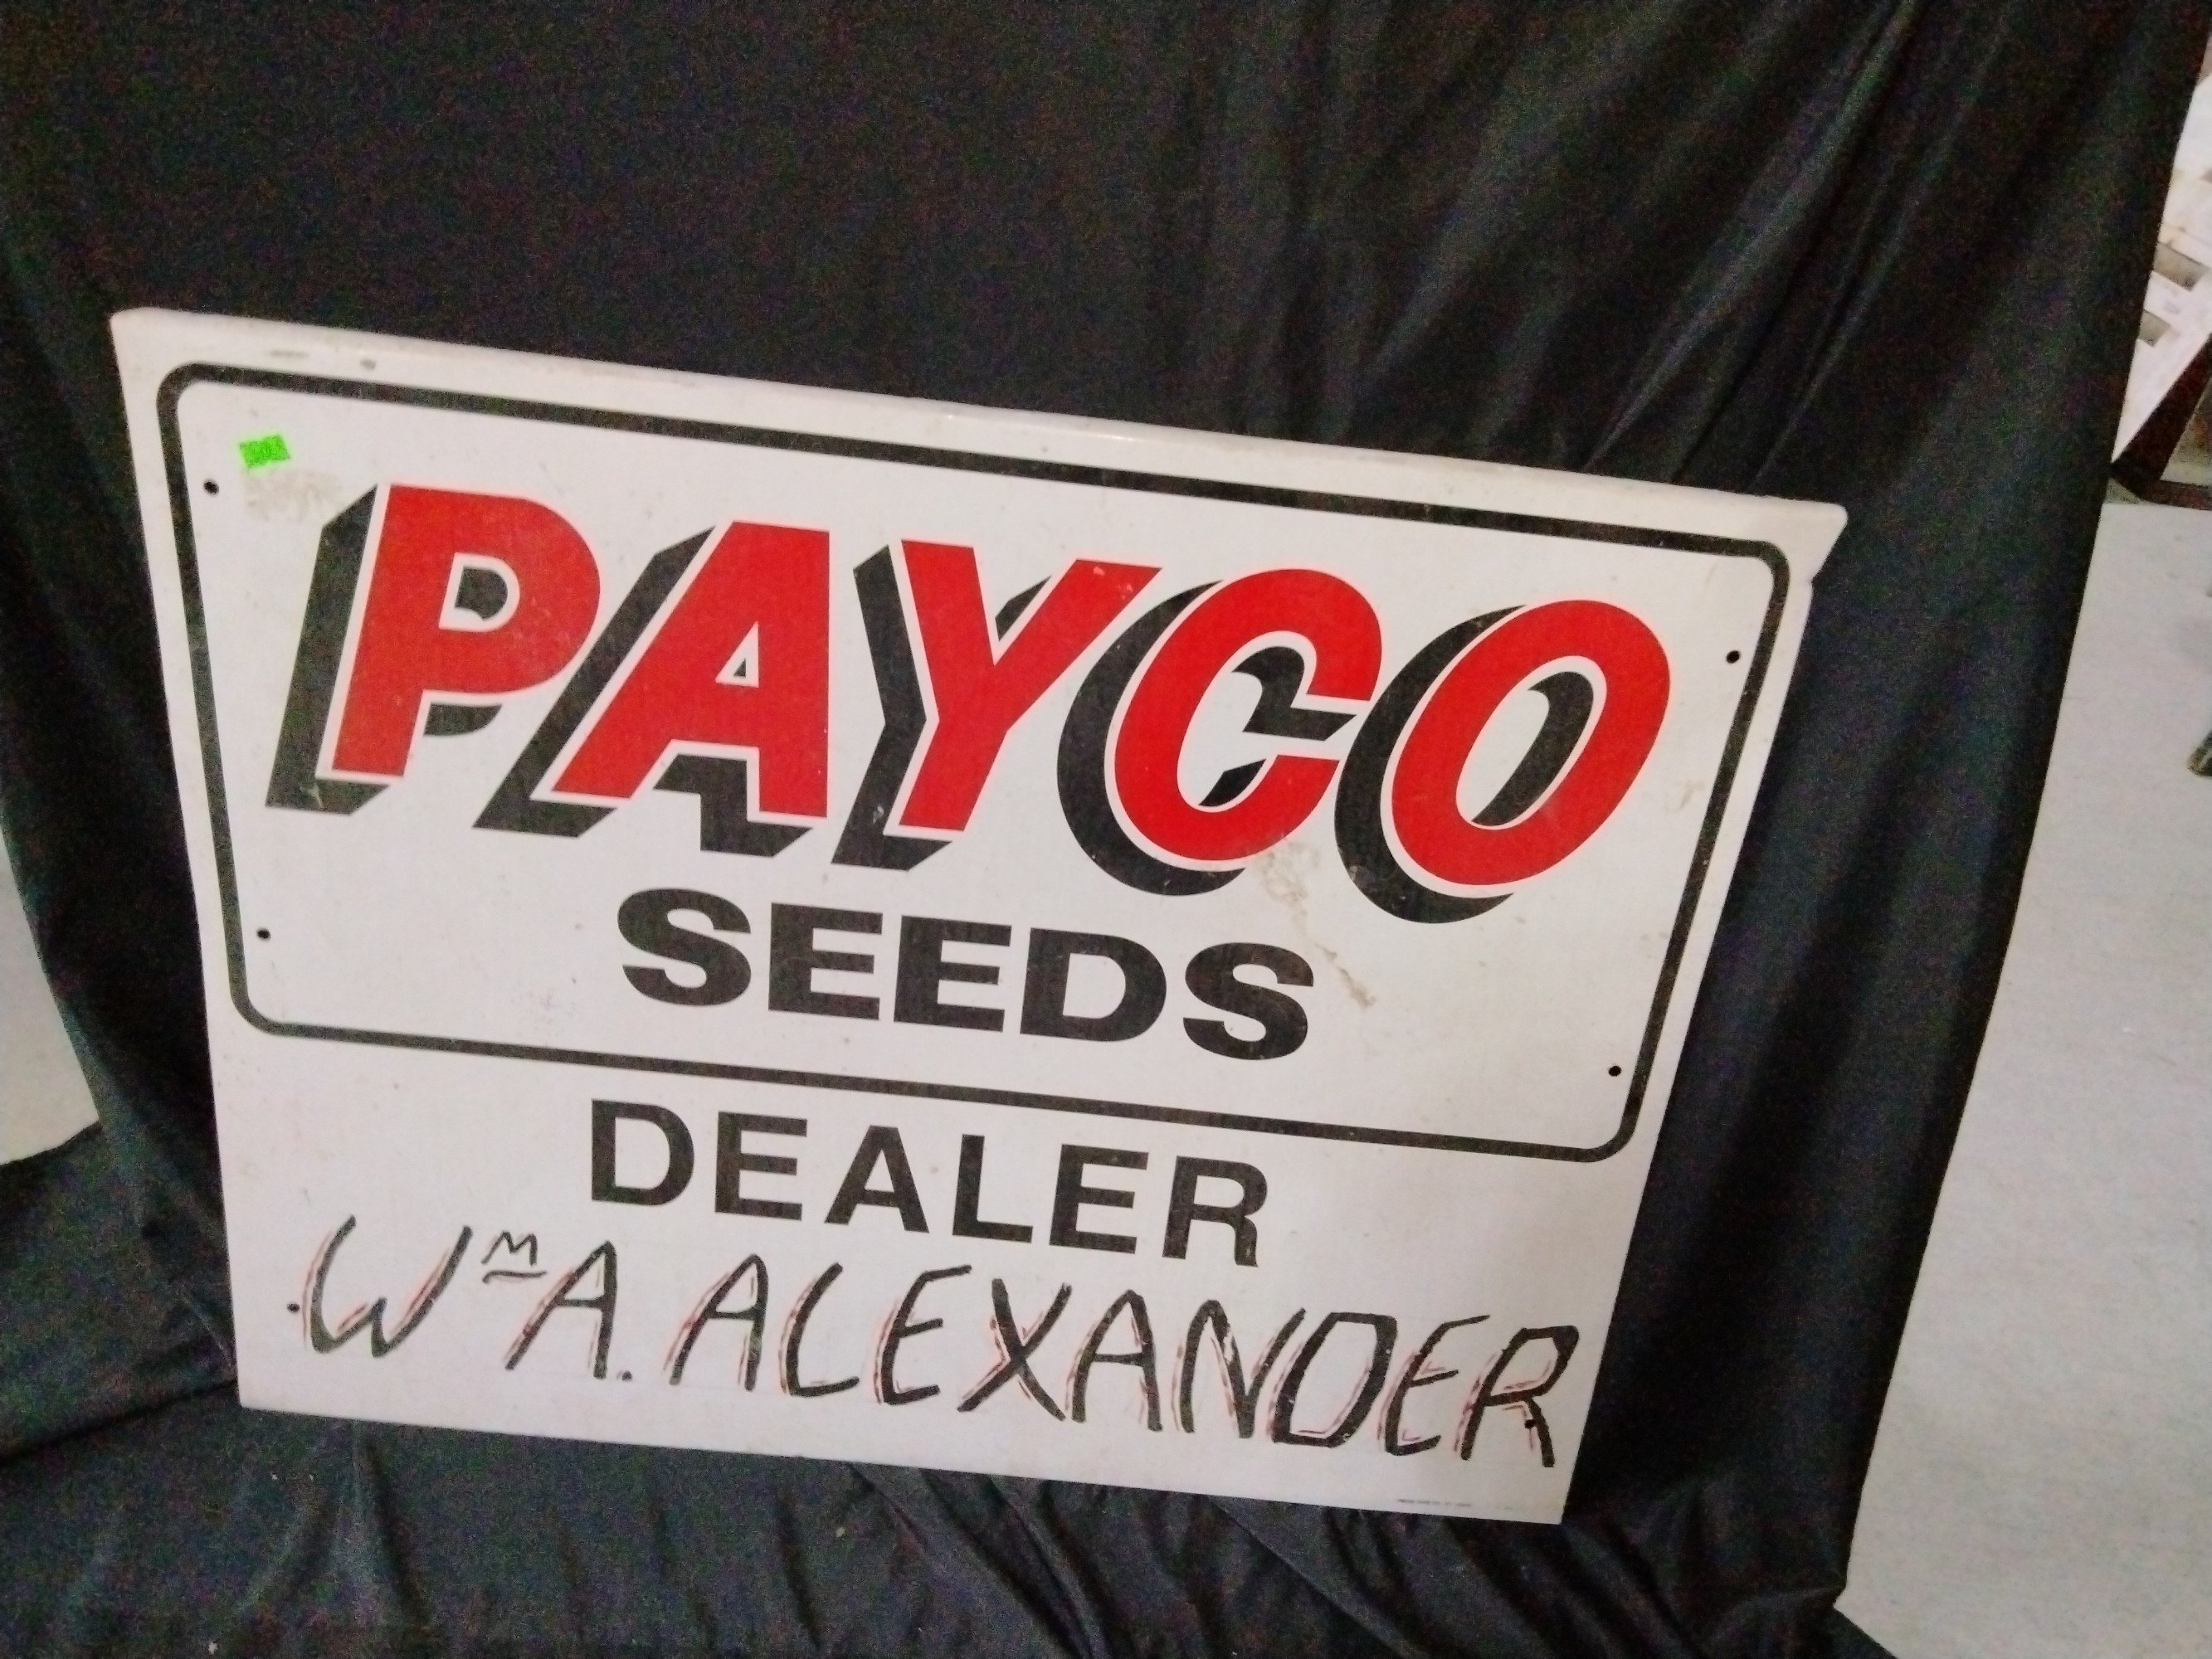 PAYCO
SEEDS
DEALER
Wᴹ A. ALEXANDER